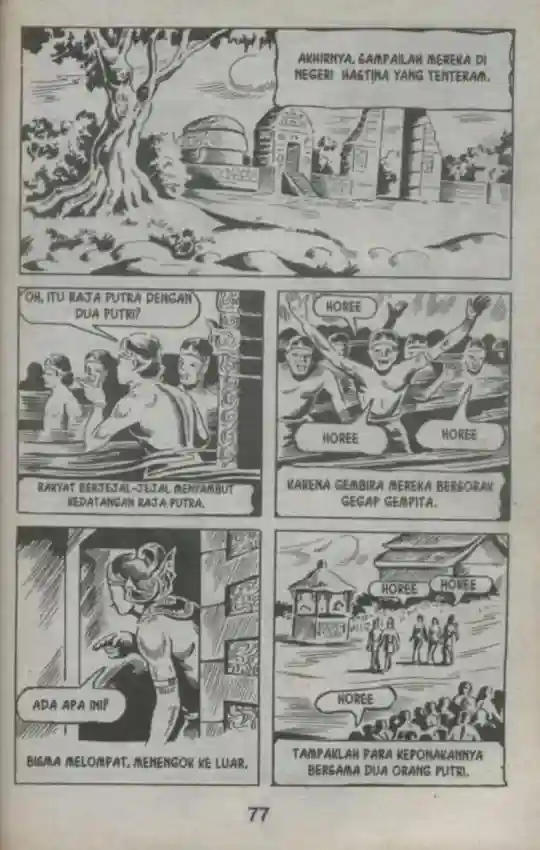 AKHIRNYA, SAMPAILAH MEREKA DI
NEGERI HASTINA YANG TENTERAM.
OH, ITU RAJA PUTRA DENGAN
DUA PUTRI?
RAKYAT BERJEJAL-JEJAL MENYAMBUT
KEDATANGAN RAJA PUTRA.
HOREE
HOREE
HOREE
KARENA GEMBIRA MEREKA BERSORAK
GEGAP GEMPITA.
ADA APA INI?
BISMA MELOMPAT, MENENGOK KE LUAR.
HOREE
HOREE
HOREE
TAMPAKLAH PARA KEPONAKANNYA
BERSAMA DUA ORANG PUTRI.
77